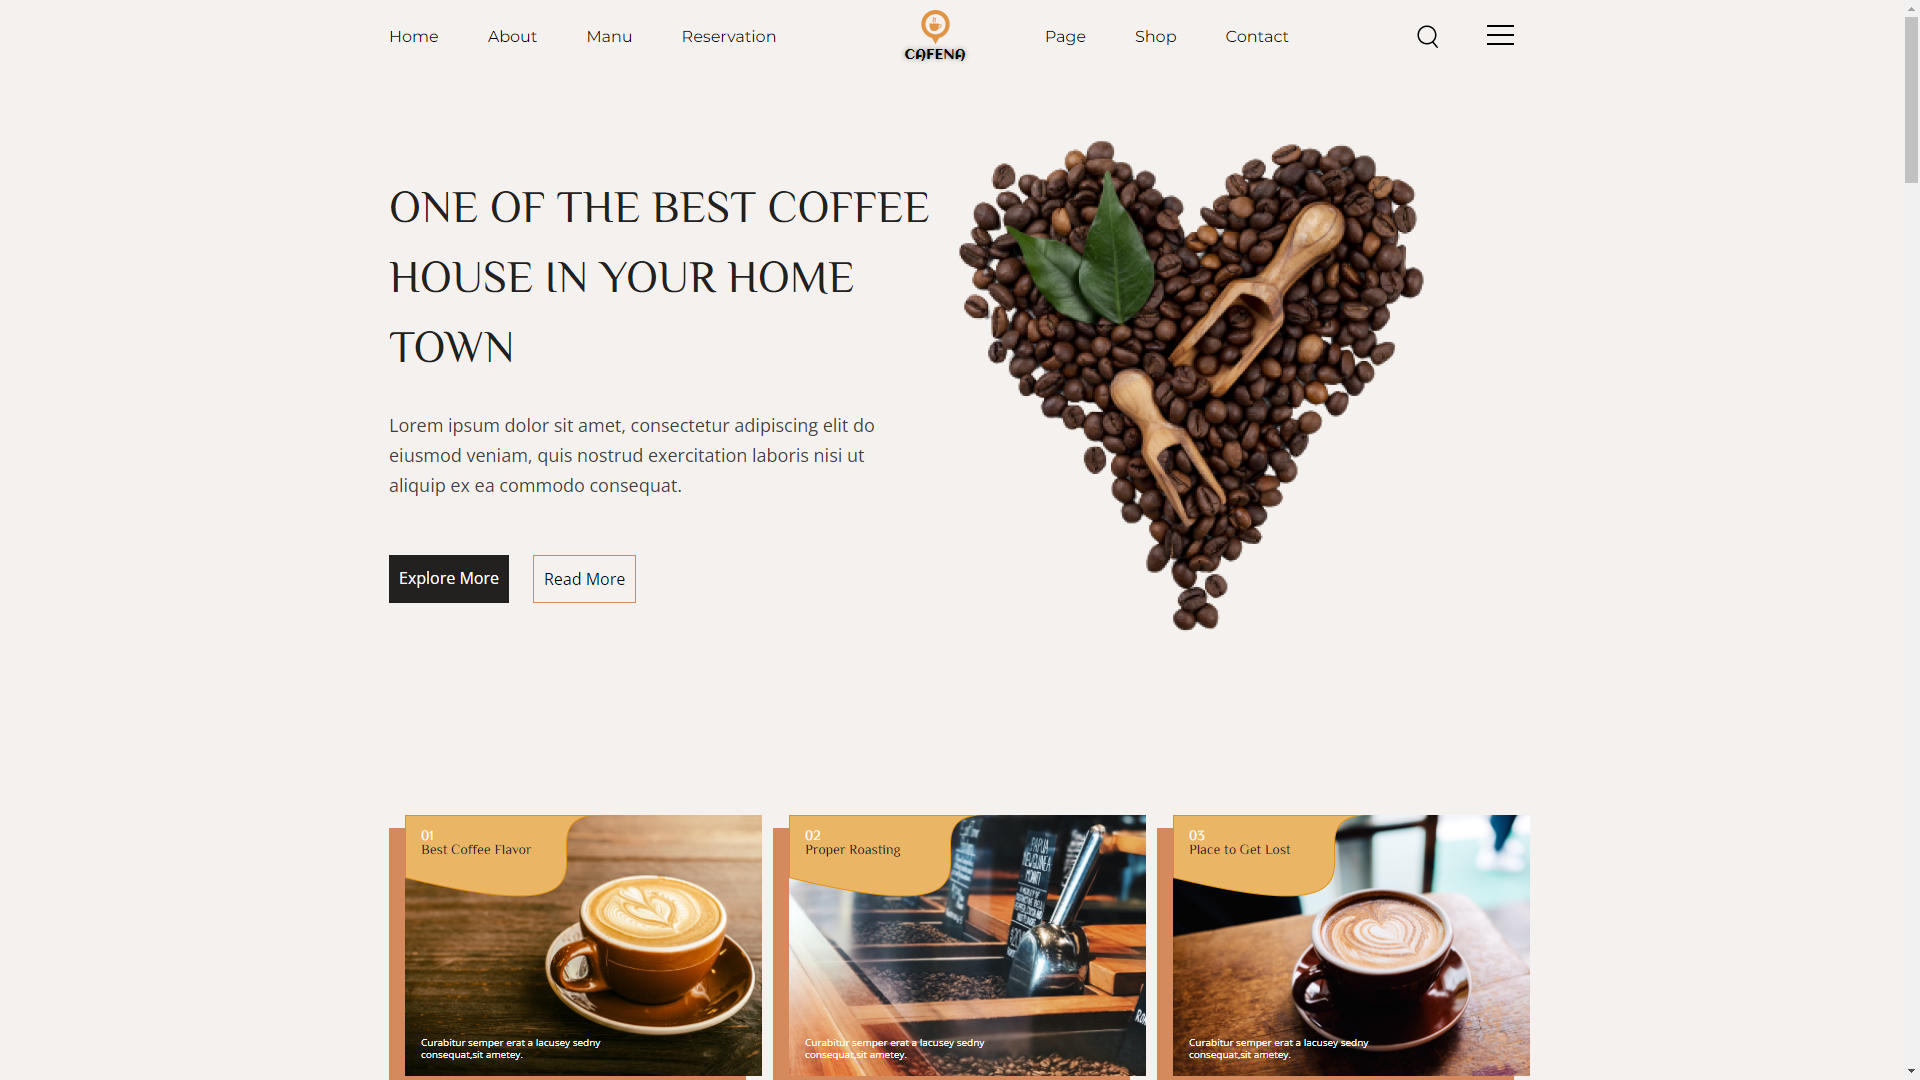 Home About Manu Reservation CAFENA Page Shop Contact
ONE OF THE BEST COFFEE
HOUSE IN YOUR HOME
TOWN
Lorem ipsum dolor sit amet, consectetur adipiscing elit do
eiusmod veniam, quis nostrud exercitation laboris nisi ut
aliquip ex ea commodo consequat.
Explore More Read More
01
Best Coffee Flavor
Curabitur semper erat a lacusey sedny
consequat,sit ametey.
02
Proper Roasting
PAPUA
NEW GUINEA
Curabitur semper erat a lacusey sedny
consequat,sit ametey.
03
Place to Get Lost
Curabitur semper erat a lacusey sedny
consequat,sit ametey.